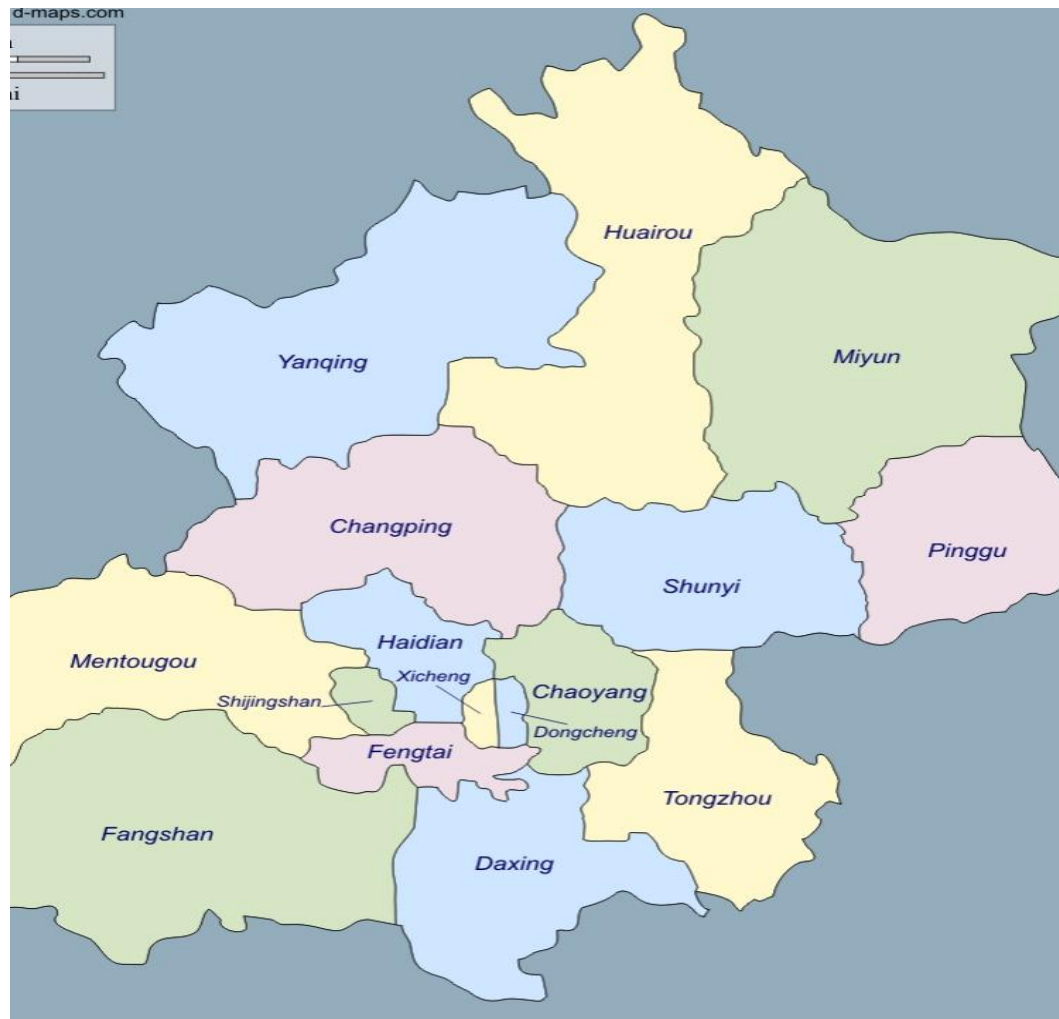 d-maps.com
Huairou
Yanqing
Miyun
Changping
Pinggu
Shunyi
Haidian
Mentougou
Xicheng
Chaoyang
Shijingshan
Dongcheng
Fengtai
Tongzhou
Fangshan
Daxing